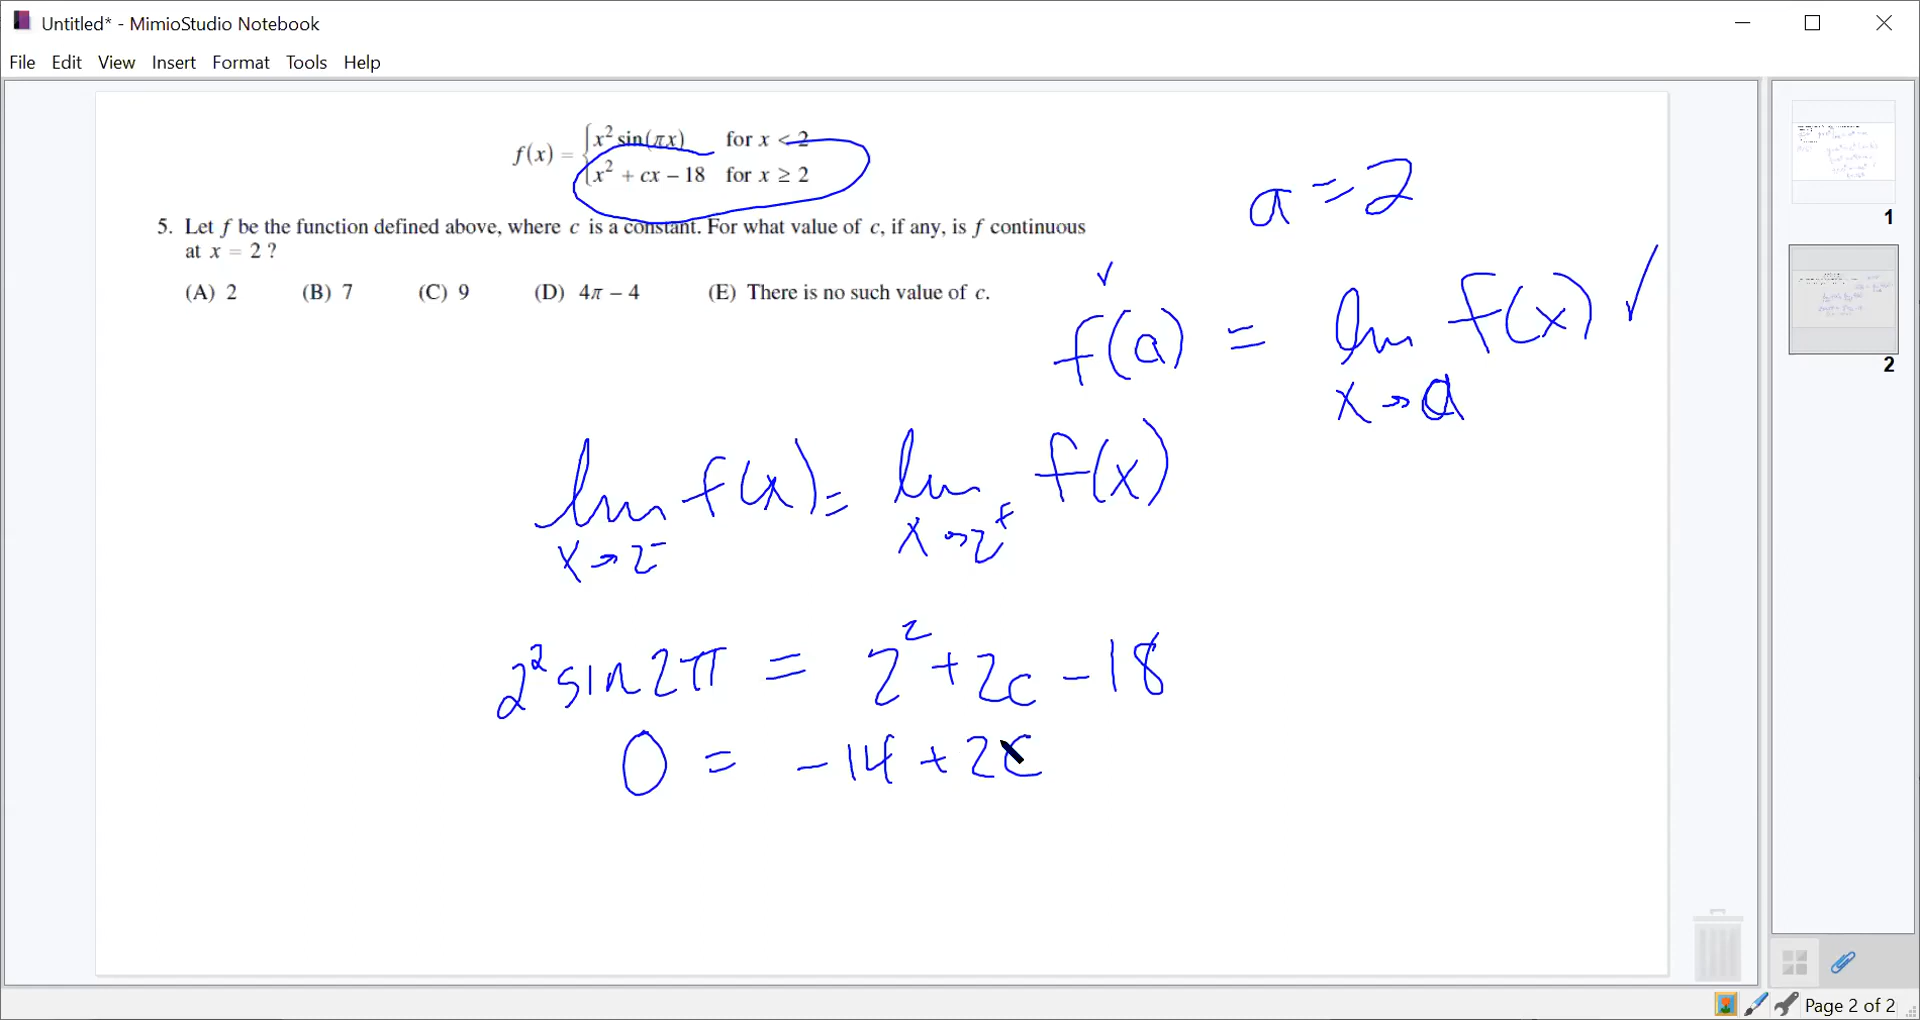 Untitled* - MimioStudio Notebook
File Edit View Insert Format Tools Help
f(x) = { x² sin(πx) for x < 2
x² + cx − 18 for x ≥ 2
5. Let f be the function defined above, where c is a constant. For what value of c, if any, is f continuous
at x = 2 ?
(A) 2 (B) 7 (C) 9 (D) 4π − 4 (E) There is no such value of c.
a = 2
✓
f(a) = lim f(x) ✓
x→a
lim f(x) = lim f(x)
x→2⁻ x→2⁺
2² sin 2π = 2² + 2c − 18
0 = −14 + 2c
1
2
Page 2 of 2